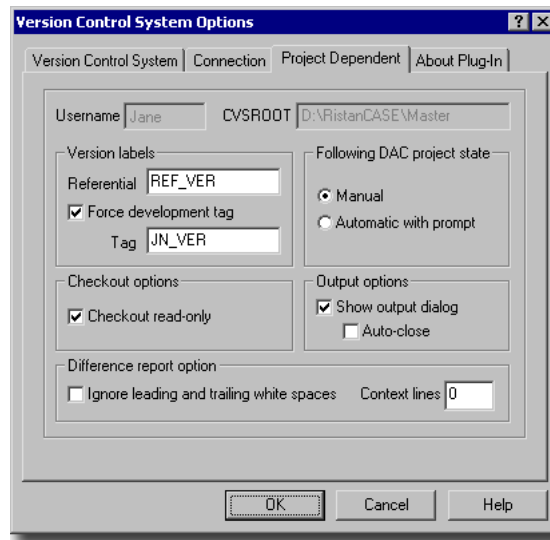 Version Control System Options
Version Control System Connection Project Dependent About Plug-In
Username Jane CVSROOT D:\RistanCASE\Master
Version labels
Referential REF_VER
Force development tag
Tag JN_VER
Following DAC project state
Manual
Automatic with prompt
Checkout options
Checkout read-only
Output options
Show output dialog
Auto-close
Difference report option
Ignore leading and trailing white spaces Context lines 0
OK Cancel Help